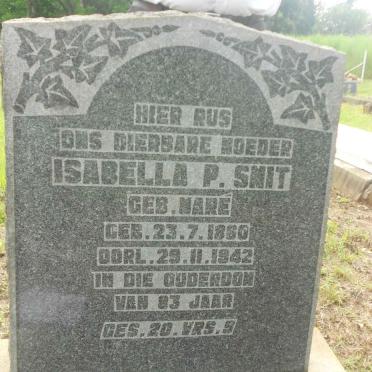 HIER RUS
ONS DIERBARE MOEDER
ISABELLA P. SMIT
GEB. NARÉ
GEB. 23.7.1860
OORL. 29.11.1942
IN DIE OUDERDOM
VAN 83 JAAR
GES. 20. VRS. 9